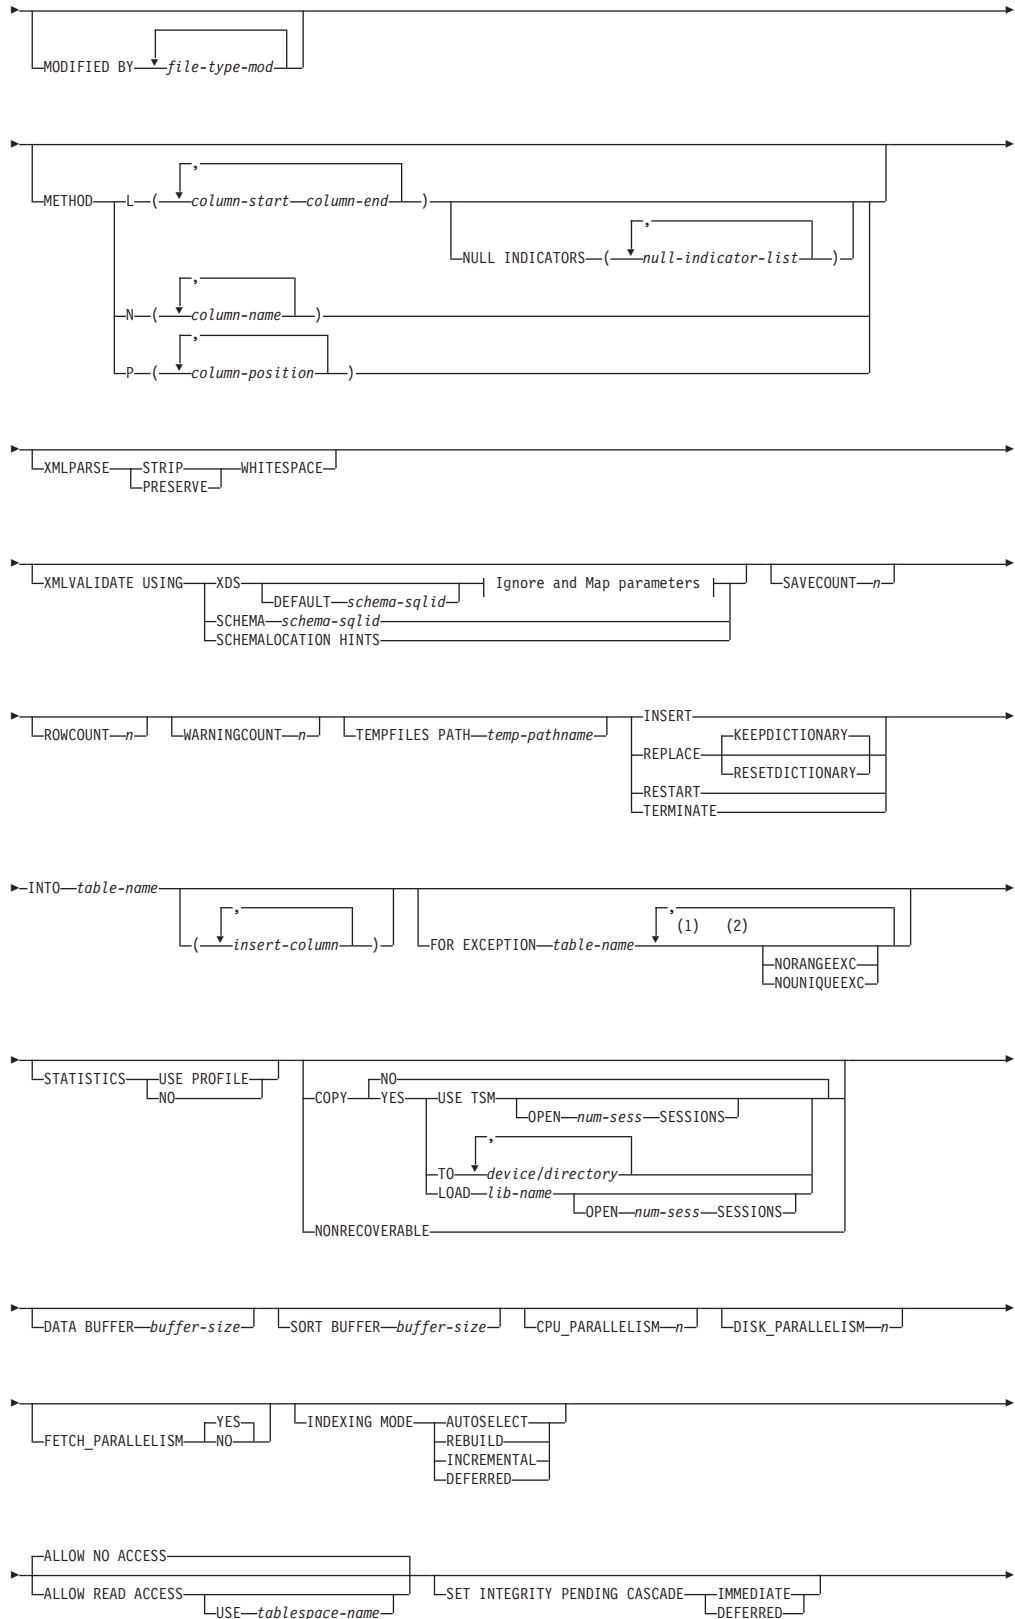 MODIFIED BY file-type-mod
,
METHOD L ( column-start column-end )
,
NULL INDICATORS ( null-indicator-list )
,
N ( column-name )
,
P ( column-position )
XMLPARSE STRIP WHITESPACE
PRESERVE
XMLVALIDATE USING XDS Ignore and Map parameters SAVECOUNT n
DEFAULT schema-sqlid
SCHEMA schema-sqlid
SCHEMALOCATION HINTS
INSERT
ROWCOUNT n WARNINGCOUNT n TEMPFILES PATH temp-pathname KEEPDICTIONARY
REPLACE
RESETDICTIONARY
RESTART
TERMINATE
INTO table-name
, ,
(1) (2)
( insert-column ) FOR EXCEPTION table-name
NORANGEEXC
NOUNIQUEEXC
STATISTICS USE PROFILE NO
NO COPY YES USE TSM
OPEN num-sess SESSIONS
,
TO device/directory
LOAD lib-name
OPEN num-sess SESSIONS
NONRECOVERABLE
DATA BUFFER buffer-size SORT BUFFER buffer-size CPU_PARALLELISM n DISK_PARALLELISM n
YES INDEXING MODE AUTOSELECT
FETCH_PARALLELISM NO REBUILD
INCREMENTAL
DEFERRED
ALLOW NO ACCESS
ALLOW READ ACCESS SET INTEGRITY PENDING CASCADE IMMEDIATE
USE tablespace-name DEFERRED